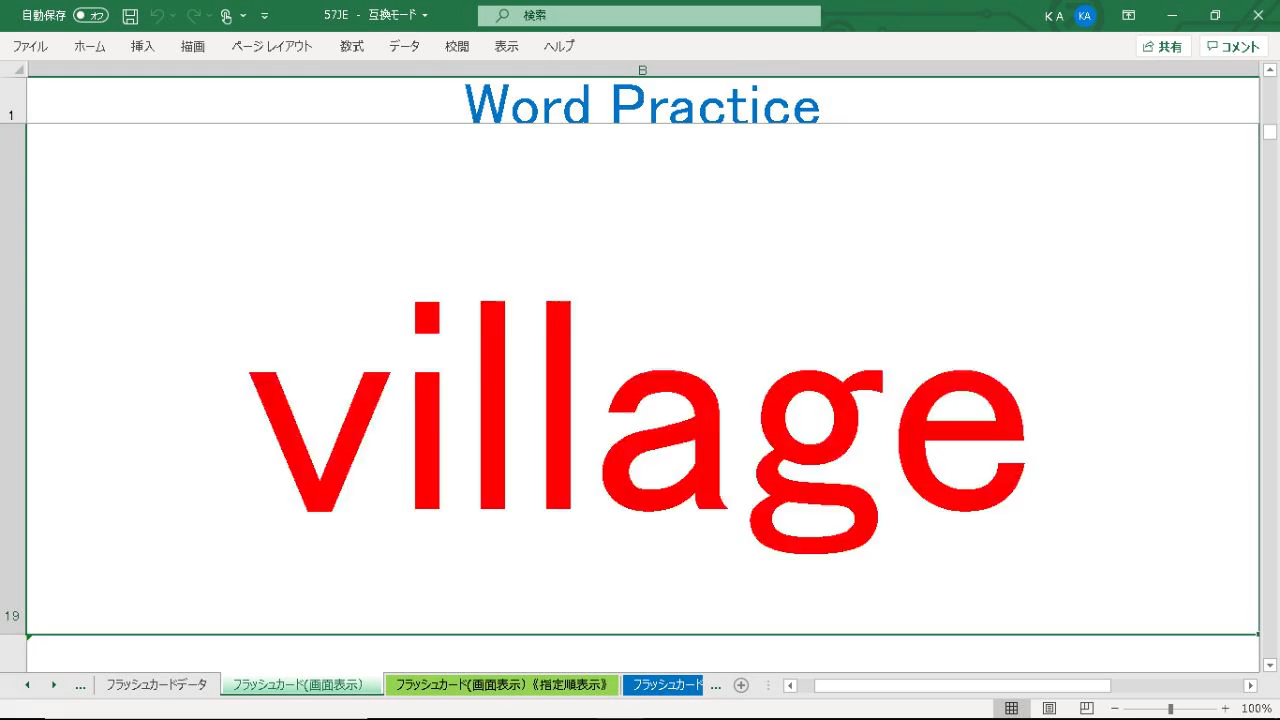 自動保存 オフ 57JE - 互換モード 検索 K A KA
ファイル ホーム 挿入 描画 ページ レイアウト 数式 データ 校閲 表示 ヘルプ 共有 コメント
B
1 Word Practice
village
19
... フラッシュカードデータ フラッシュカード(画面表示) フラッシュカード(画面表示)《指定順表示》 フラッシュカード ...
100%